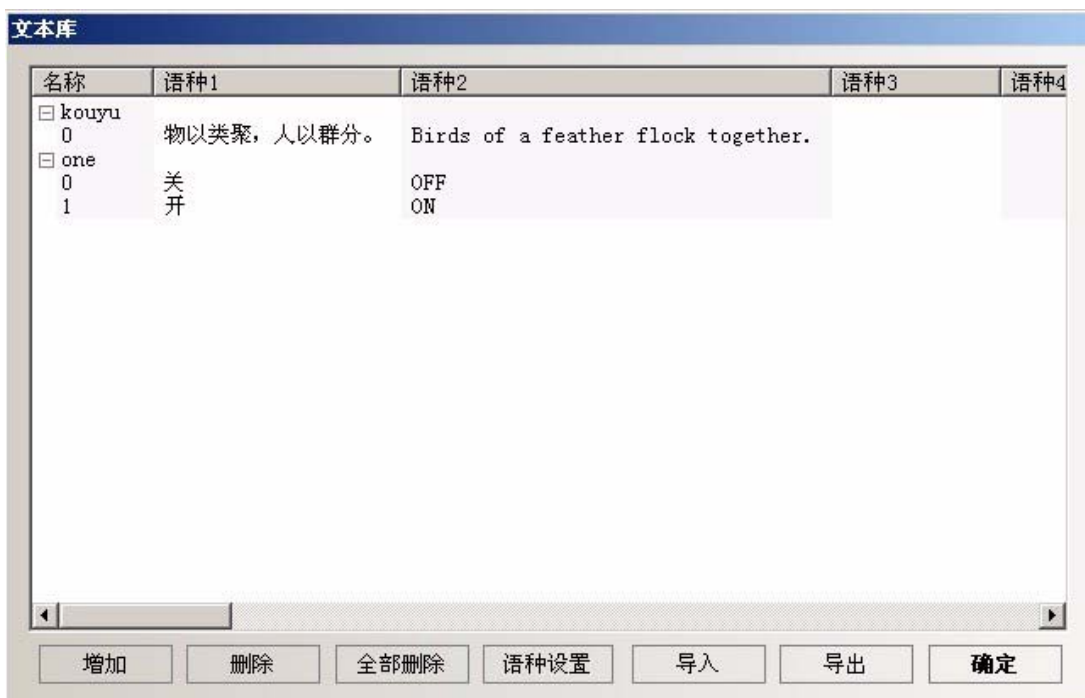 文本库
名称 语种1 语种2 语种3 语种4
kouyu
0 物以类聚，人以群分。 Birds of a feather flock together.
one
0 关 OFF
1 开 ON
增加 删除 全部删除 语种设置 导入 导出 确定